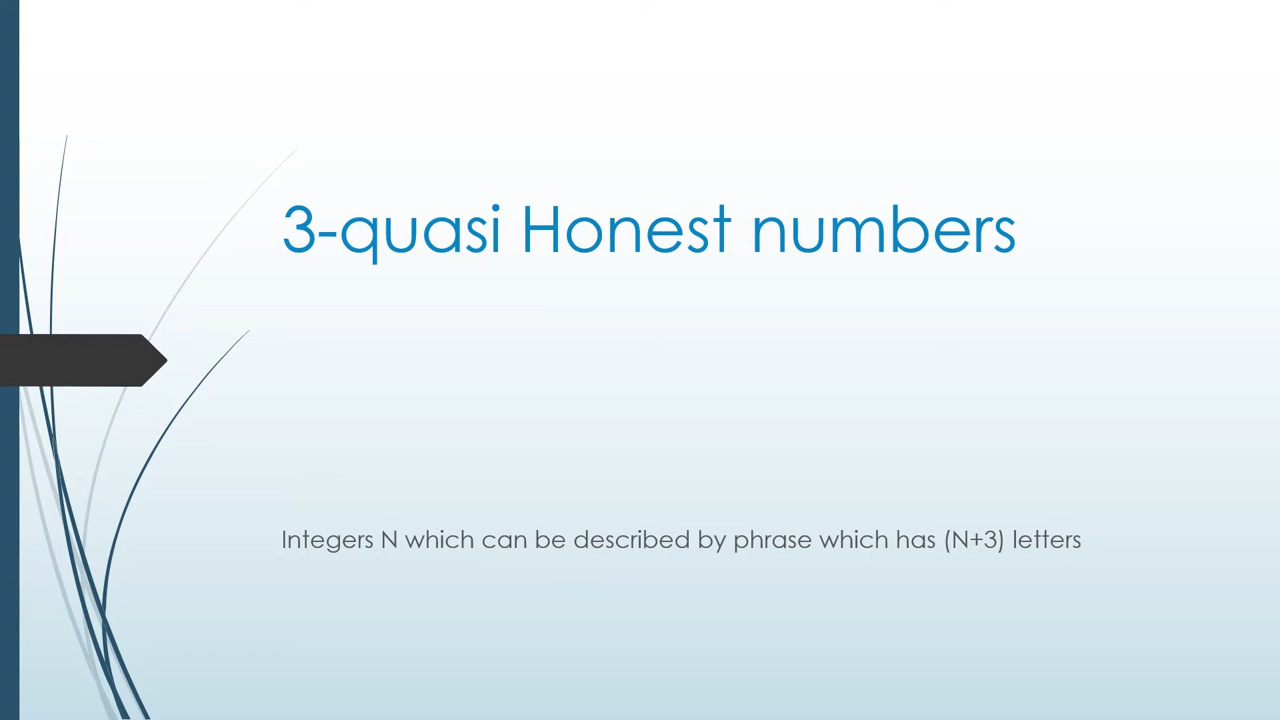 3-quasi Honest numbers
Integers N which can be described by phrase which has (N+3) letters